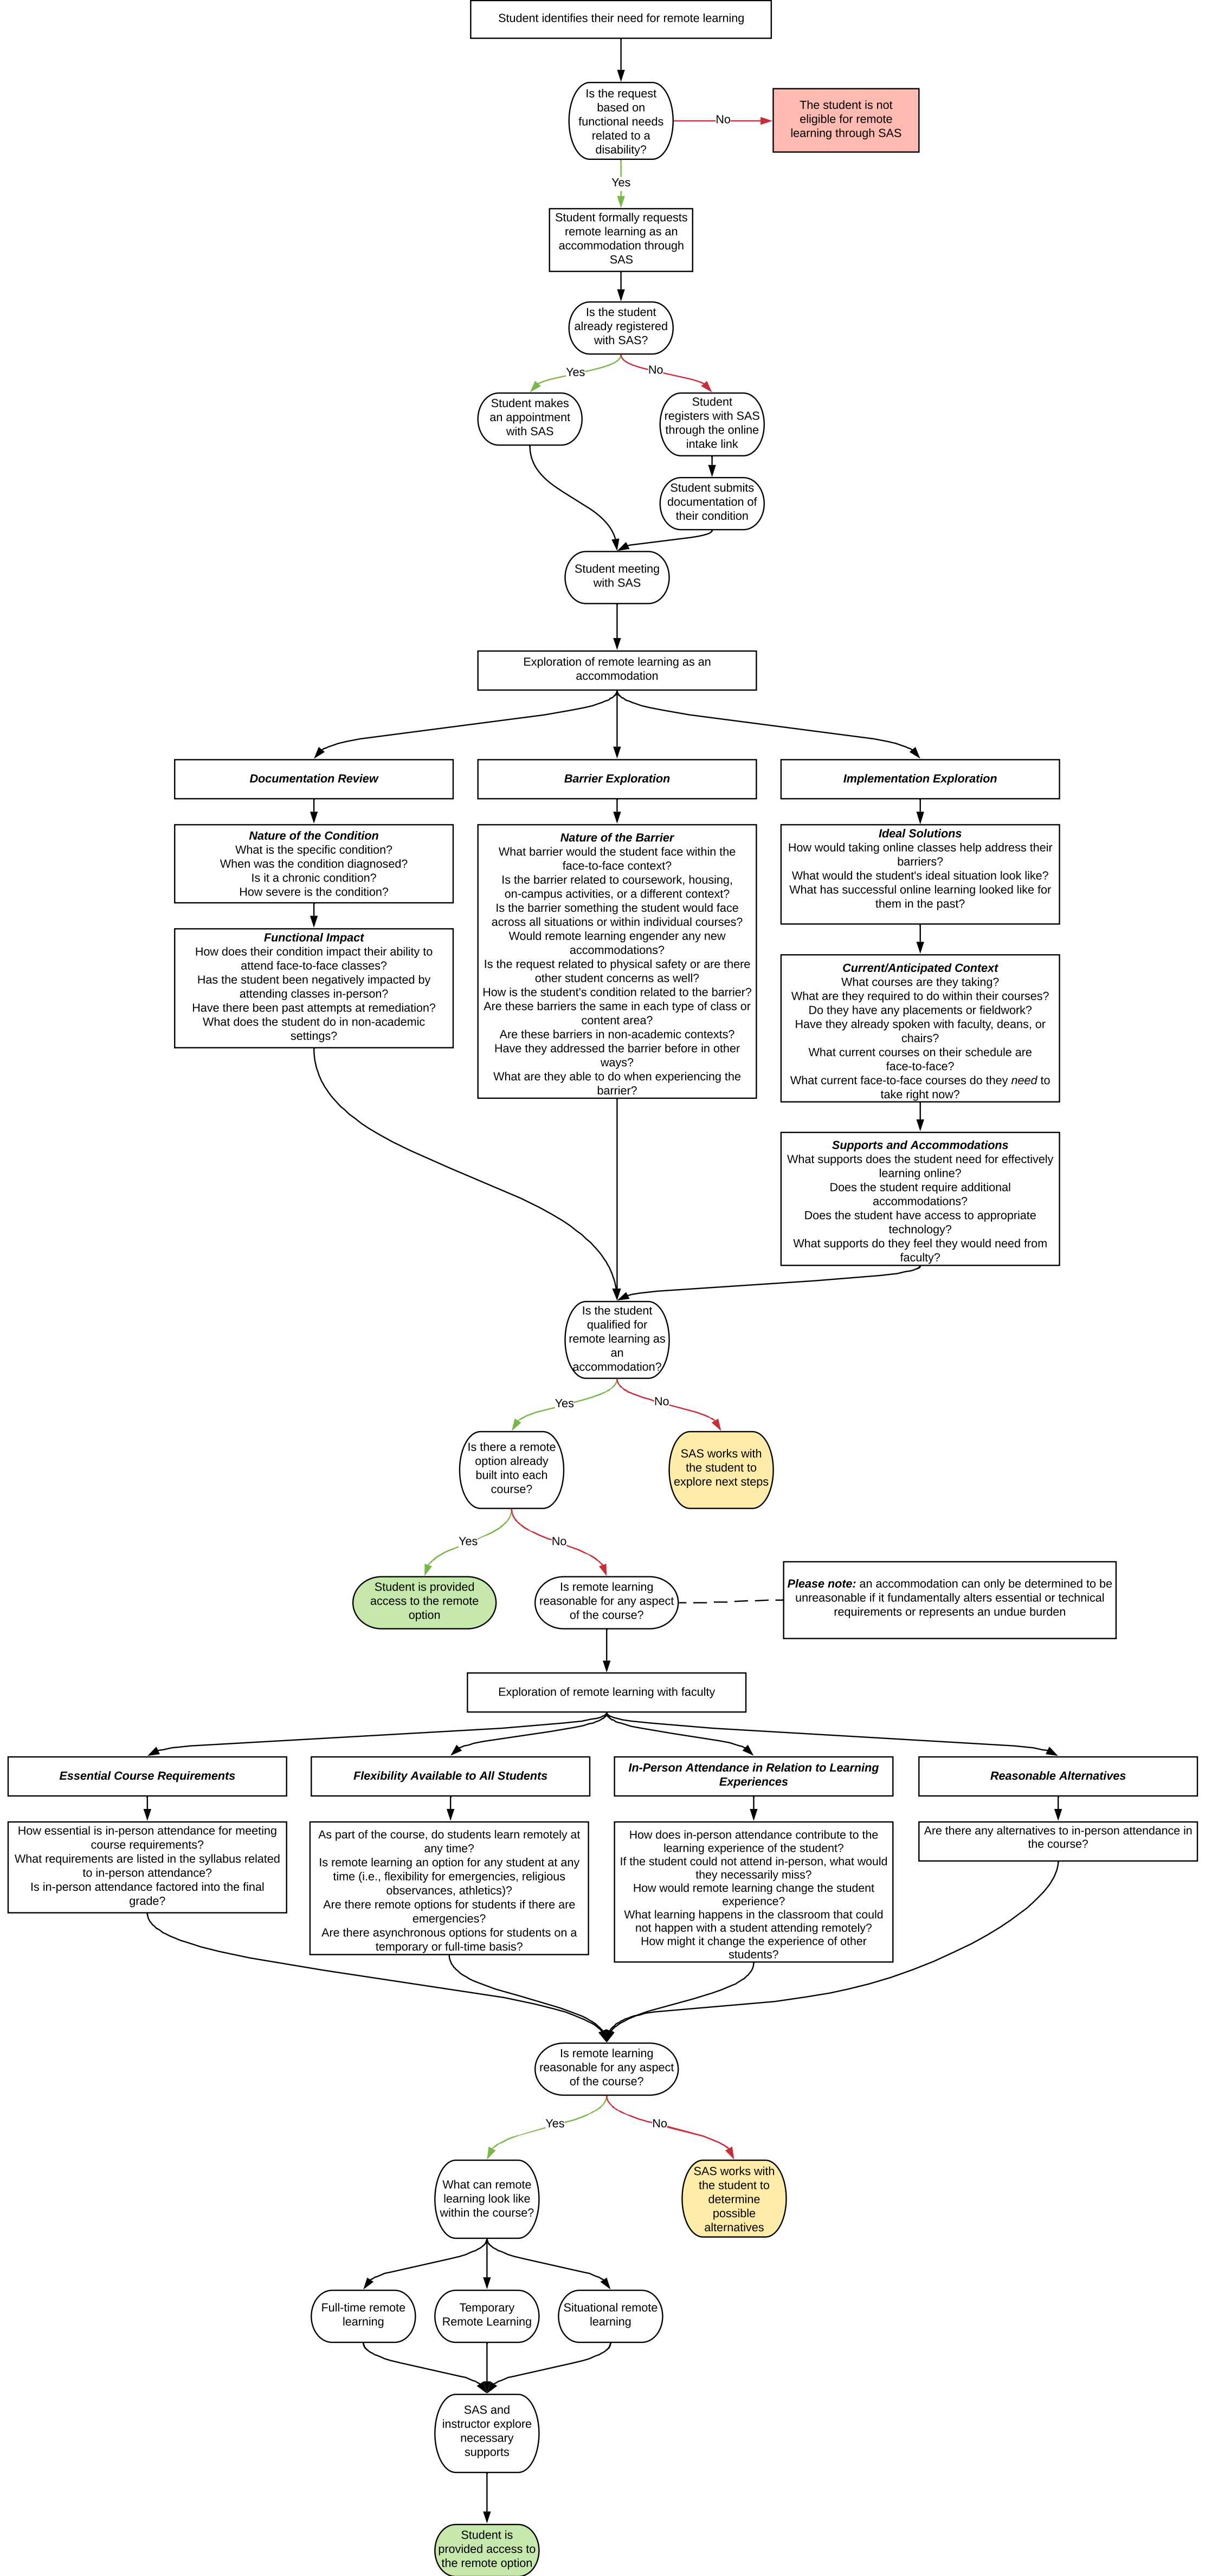 Student identifies their need for remote learning
Is the request
based on
functional needs
related to a
disability?
No
The student is not
eligible for remote
learning through SAS
Yes
Student formally requests
remote learning as an
accommodation through
SAS
Is the student
already registered
with SAS?
Yes
No
Student makes
an appointment
with SAS
Student
registers with SAS
through the online
intake link
Student submits
documentation of
their condition
Student meeting
with SAS
Exploration of remote learning as an
accommodation
Documentation Review
Barrier Exploration
Implementation Exploration
Nature of the Condition
What is the specific condition?
When was the condition diagnosed?
Is it a chronic condition?
How severe is the condition?
Functional Impact
How does their condition impact their ability to
attend face-to-face classes?
Has the student been negatively impacted by
attending classes in-person?
Have there been past attempts at remediation?
What does the student do in non-academic
settings?
Nature of the Barrier
What barrier would the student face within the
face-to-face context?
Is the barrier related to coursework, housing,
on-campus activities, or a different context?
Is the barrier something the student would face
across all situations or within individual courses?
Would remote learning engender any new
accommodations?
Is the request related to physical safety or are there
other student concerns as well?
How is the student's condition related to the barrier?
Are these barriers the same in each type of class or
content area?
Are these barriers in non-academic contexts?
Have they addressed the barrier before in other
ways?
What are they able to do when experiencing the
barrier?
Ideal Solutions
How would taking online classes help address their
barriers?
What would the student's ideal situation look like?
What has successful online learning looked like for
them in the past?
Current/Anticipated Context
What courses are they taking?
What are they required to do within their courses?
Do they have any placements or fieldwork?
Have they already spoken with faculty, deans, or
chairs?
What current courses on their schedule are
face-to-face?
What current face-to-face courses do they need to
take right now?
Supports and Accommodations
What supports does the student need for effectively
learning online?
Does the student require additional
accommodations?
Does the student have access to appropriate
technology?
What supports do they feel they would need from
faculty?
Is the student
qualified for
remote learning as
an
accommodation?
Yes
No
Is there a remote
option already
built into each
course?
SAS works with
the student to
explore next steps
Yes
No
Student is provided
access to the remote
option
Is remote learning
reasonable for any aspect
of the course?
Please note: an accommodation can only be determined to be
unreasonable if it fundamentally alters essential or technical
requirements or represents an undue burden
Exploration of remote learning with faculty
Essential Course Requirements
Flexibility Available to All Students
In-Person Attendance in Relation to Learning
Experiences
Reasonable Alternatives
How essential is in-person attendance for meeting
course requirements?
What requirements are listed in the syllabus related
to in-person attendance?
Is in-person attendance factored into the final
grade?
As part of the course, do students learn remotely at
any time?
Is remote learning an option for any student at any
time (i.e., flexibility for emergencies, religious
observances, athletics)?
Are there remote options for students if there are
emergencies?
Are there asynchronous options for students on a
temporary or full-time basis?
How does in-person attendance contribute to the
learning experience of the student?
If the student could not attend in-person, what would
they necessarily miss?
How would remote learning change the student
experience?
What learning happens in the classroom that could
not happen with a student attending remotely?
How might it change the experience of other
students?
Are there any alternatives to in-person attendance in
the course?
Is remote learning
reasonable for any aspect
of the course?
Yes
No
What can remote
learning look like
within the course?
SAS works with
the student to
determine
possible
alternatives
Full-time remote
learning
Temporary
Remote Learning
Situational remote
learning
SAS and
instructor explore
necessary
supports
Student is
provided access to
the remote option